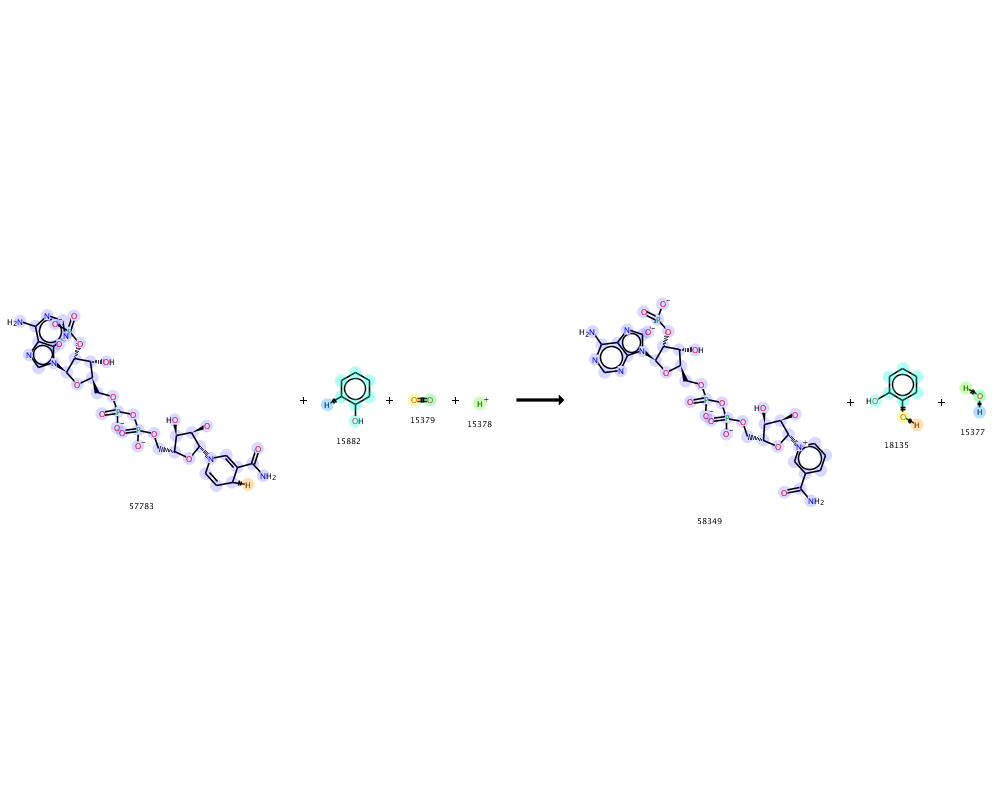 H₂N N N O⁻ O P O⁻ N N O OH O O O P O O⁻ O P O O⁻ HO O O N O NH₂ H
57783
+
H OH
15882
+
O O
15379
+
H⁺
15378
O⁻ O P O⁻ O H₂N N N N N OH O O O P O O⁻ O P O O⁻ HO O O N⁺ O NH₂
58349
+
HO O H
18135
+
H O H
15377